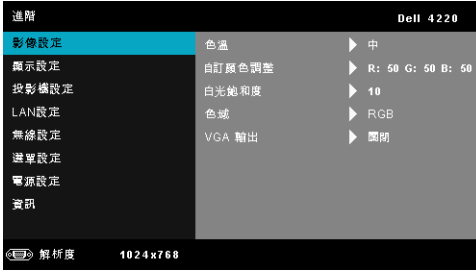 進階 Dell 4220
影像設定
顯示設定
投影機設定
LAN設定
無線設定
選單設定
電源設定
資訊
色溫 中
自訂顏色調整 R: 50 G: 50 B: 50
白光飽和度 10
色域 RGB
VGA 輸出 關閉
解析度 1024x768